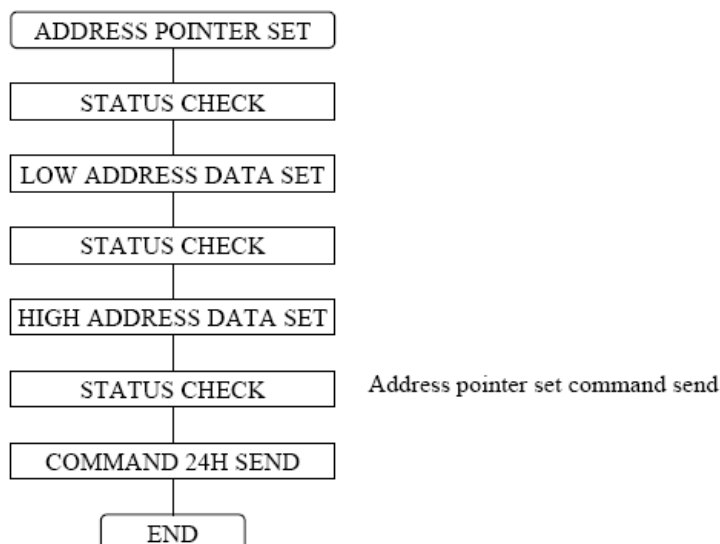 ADDRESS POINTER SET
STATUS CHECK
LOW ADDRESS DATA SET
STATUS CHECK
HIGH ADDRESS DATA SET
STATUS CHECK
Address pointer set command send
COMMAND 24H SEND
END